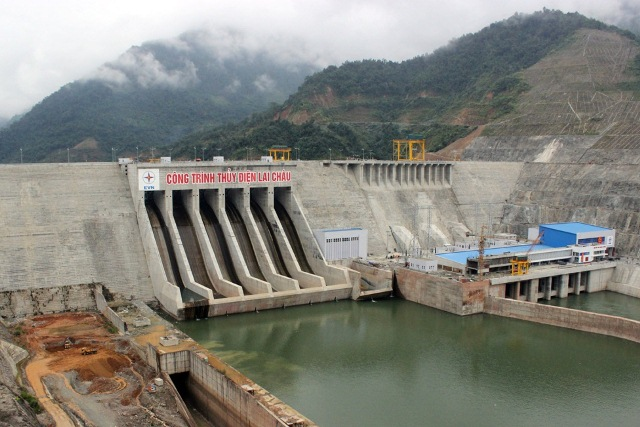 CÔNG TRÌNH THỦY ĐIỆN LAI CHÂU
EVN